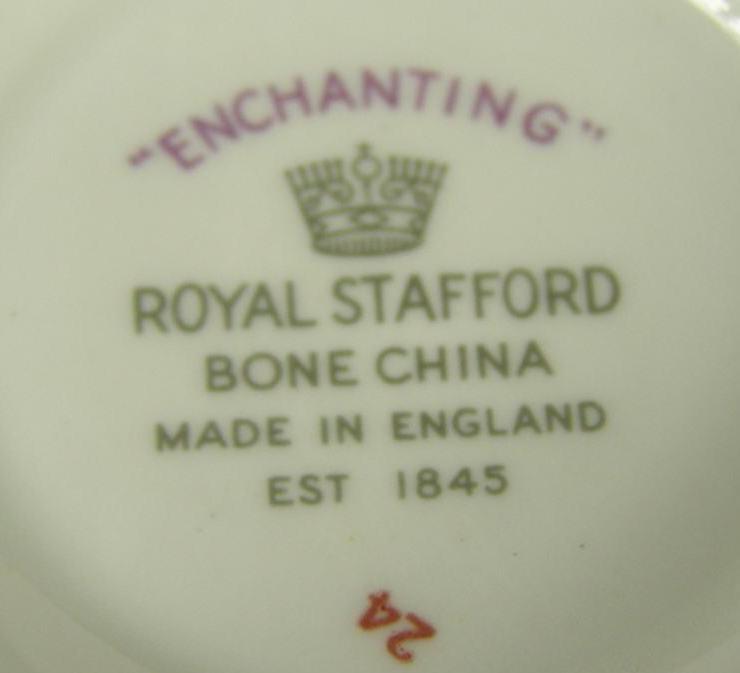 "ENCHANTING"
ROYAL STAFFORD
BONE CHINA
MADE IN ENGLAND
EST 1845
24